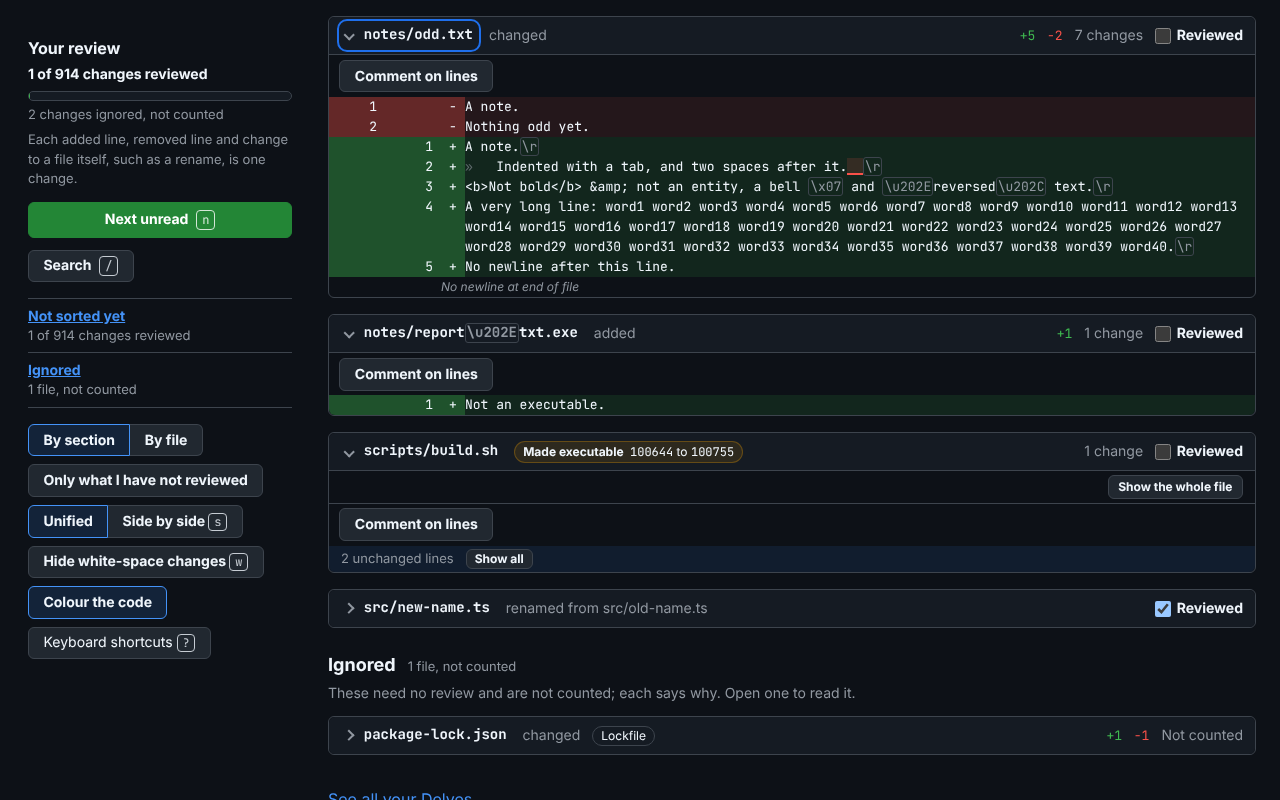 Your review
1 of 914 changes reviewed
2 changes ignored, not counted
Each added line, removed line and change
to a file itself, such as a rename, is one
change.
Next unread n
Search /
Not sorted yet
1 of 914 changes reviewed
Ignored
1 file, not counted
By section By file
Only what I have not reviewed
Unified Side by side s
Hide white-space changes w
Colour the code
Keyboard shortcuts ?
notes/odd.txt changed +5 -2 7 changes Reviewed
Comment on lines
1 - A note.
2 - Nothing odd yet.
1 + A note.\r
2 + » Indented with a tab, and two spaces after it. \r
3 + <b>Not bold</b> &amp; not an entity, a bell \x07 and \u202Ereversed\u202C text.\r
4 + A very long line: word1 word2 word3 word4 word5 word6 word7 word8 word9 word10 word11 word12 word13
word14 word15 word16 word17 word18 word19 word20 word21 word22 word23 word24 word25 word26 word27
word28 word29 word30 word31 word32 word33 word34 word35 word36 word37 word38 word39 word40.\r
5 + No newline after this line.
No newline at end of file
notes/report\u202Etxt.exe added +1 1 change Reviewed
Comment on lines
1 + Not an executable.
scripts/build.sh Made executable 100644 to 100755 1 change Reviewed
Show the whole file
Comment on lines
2 unchanged lines Show all
src/new-name.ts renamed from src/old-name.ts Reviewed
Ignored 1 file, not counted
These need no review and are not counted; each says why. Open one to read it.
package-lock.json changed Lockfile +1 -1 Not counted
See all your Delves